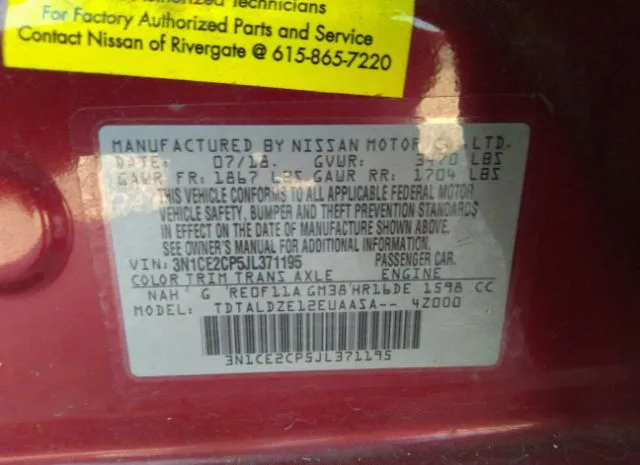 Authorized Technicians
For Factory Authorized Parts and Service
Contact Nissan of Rivergate @ 615-865-7220
MANUFACTURED BY NISSAN MOTOR CO.,LTD.
DATE: 07/18. GVWR: 3470 LBS
GAWR FR: 1867 LBS GAWR RR: 1704 LBS
THIS VEHICLE CONFORMS TO ALL APPLICABLE FEDERAL MOTOR
VEHICLE SAFETY, BUMPER AND THEFT PREVENTION STANDARDS
IN EFFECT ON THE DATE OF MANUFACTURE SHOWN ABOVE.
SEE OWNER'S MANUAL FOR ADDITIONAL INFORMATION.
VIN: 3N1CE2CP5JL371195 PASSENGER CAR.
COLOR TRIM TRANS AXLE ENGINE
NAH ' G 'RE0F11A GM38'HR16DE 1598 CC
MODEL: TDTALDZE12EUAASA-- 4Z000
3N1CE2CP5JL371195